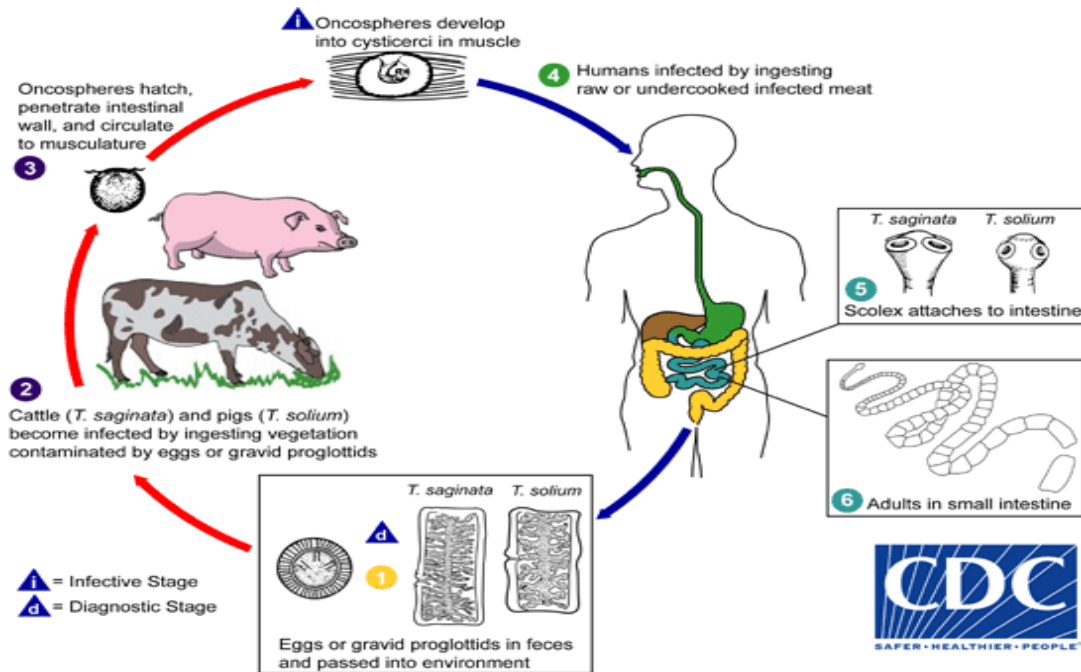 i Oncospheres develop
into cysticerci in muscle
4 Humans infected by ingesting
raw or undercooked infected meat
Oncospheres hatch,
penetrate intestinal
wall, and circulate
to musculature
3
T. saginata T. solium
5
Scolex attaches to intestine
2
Cattle (T. saginata) and pigs (T. solium)
become infected by ingesting vegetation
contaminated by eggs or gravid proglottids
6 Adults in small intestine
T. saginata T. solium
d
1
Eggs or gravid proglottids in feces
and passed into environment
i = Infective Stage
d = Diagnostic Stage
CDC
SAFER·HEALTHIER·PEOPLE™